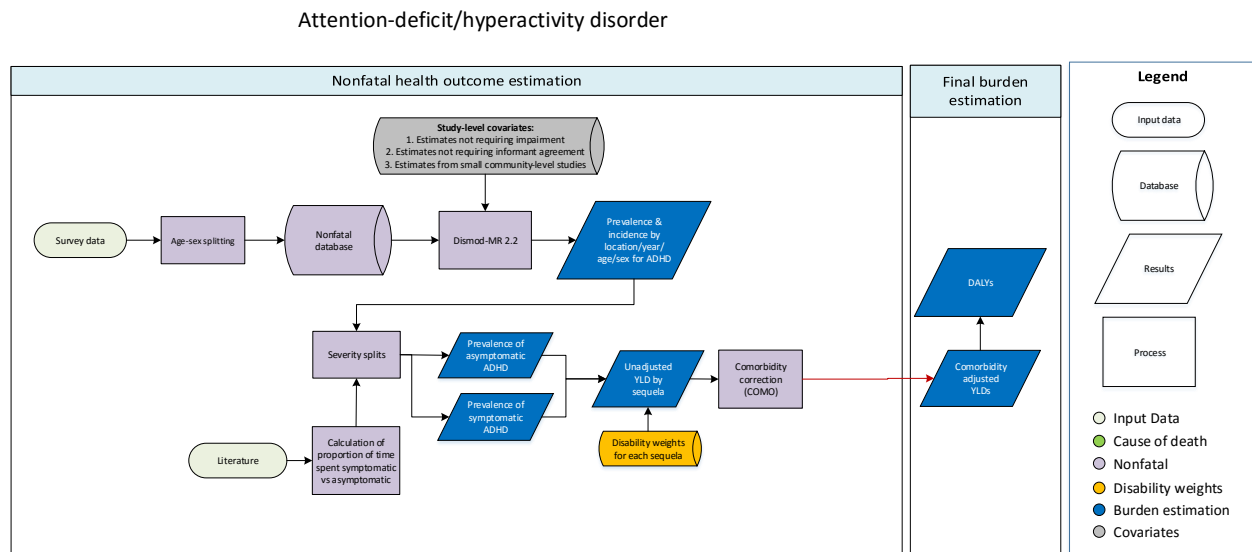 Attention-deficit/hyperactivity disorder
Nonfatal health outcome estimation
Study-level covariates:
1. Estimates not requiring impairment
2. Estimates not requiring informant agreement
3. Estimates from small community-level studies
Survey data
Age-sex splitting
Nonfatal
database
Dismod-MR 2.2
Prevalence &
incidence by
location/year/
age/sex for ADHD
Severity splits
Prevalence of
asymptomatic
ADHD
Prevalence of
symptomatic
ADHD
Unadjusted
YLD by
sequela
Comorbidity
correction
(COMO)
Literature
Calculation of
proportion of time
spent symptomatic
vs asymptomatic
Disability weights
for each sequela
Final burden
estimation
DALYs
Comorbidity
adjusted
YLDs
Legend
Input data
Database
Results
Process
Input Data
Cause of death
Nonfatal
Disability weights
Burden estimation
Covariates